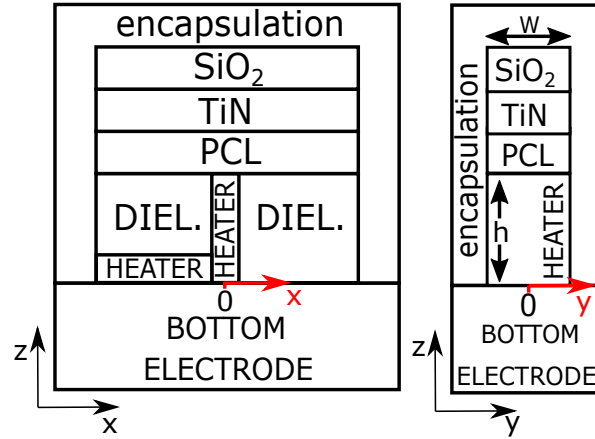 encapsulation
SiO₂
TiN
PCL
DIEL.
HEATER
DIEL.
HEATER
0
x
BOTTOM
ELECTRODE
z
x
encapsulation
W
SiO₂
TiN
PCL
h
HEATER
0
y
BOTTOM
ELECTRODE
z
y